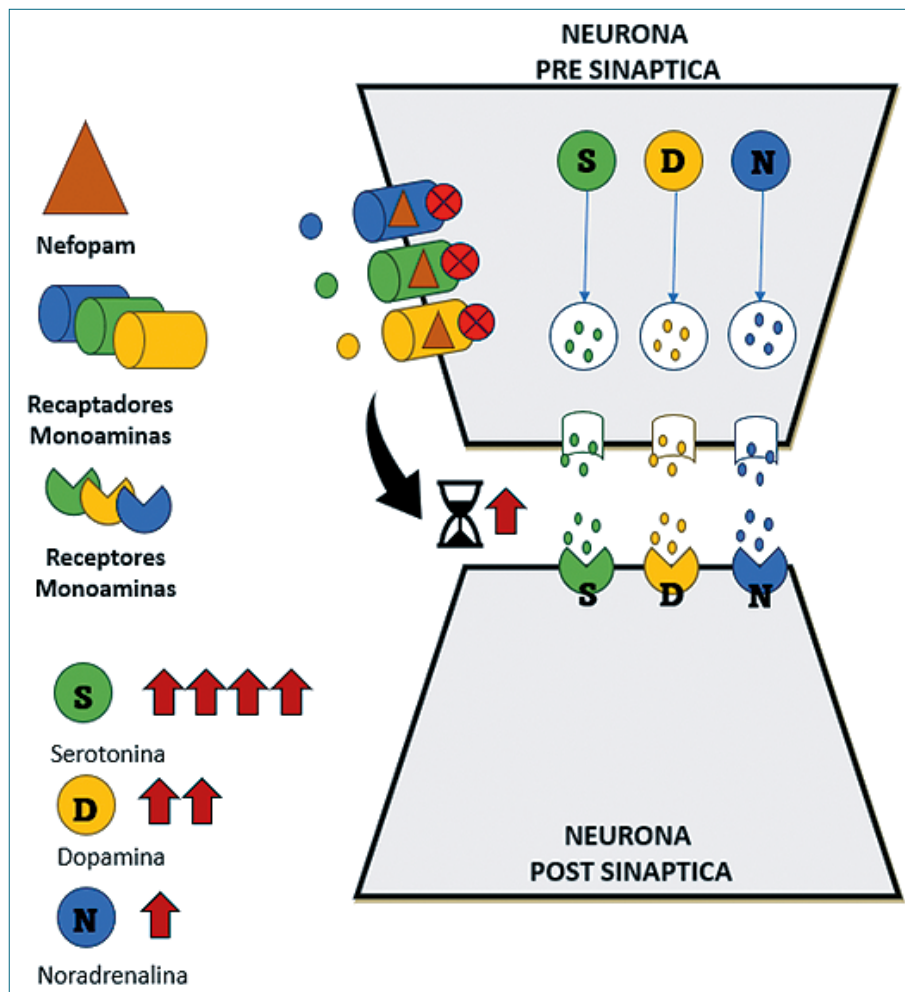 NEURONA
PRE SINAPTICA
S
D
N
Nefopam
Recaptadores
Monoaminas
Receptores
Monoaminas
S
D
N
S
Serotonina
D
Dopamina
N
Noradrenalina
NEURONA
POST SINAPTICA